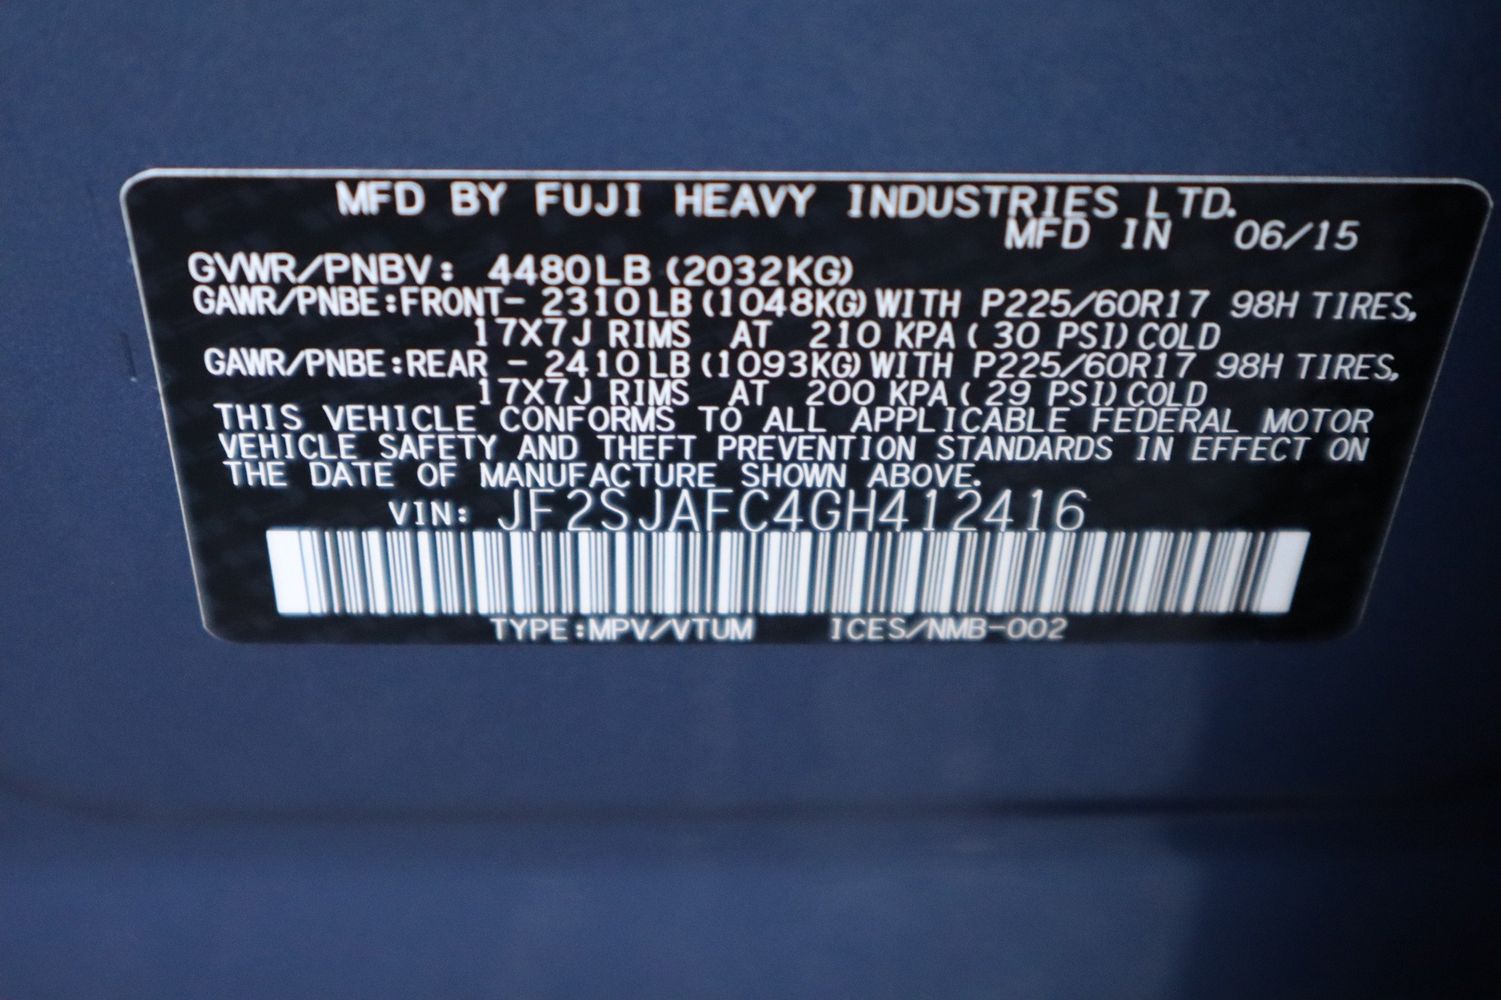 MFD BY FUJI HEAVY INDUSTRIES LTD.
MFD IN 06/15
GVWR/PNBV: 4480LB (2032KG)
GAWR/PNBE:FRONT- 2310LB (1048KG) WITH P225/60R17 98H TIRES,
17X7J RIMS AT 210 KPA ( 30 PSI) COLD
GAWR/PNBE:REAR - 2410LB (1093KG) WITH P225/60R17 98H TIRES,
17X7J RIMS AT 200 KPA ( 29 PSI) COLD
THIS VEHICLE CONFORMS TO ALL APPLICABLE FEDERAL MOTOR
VEHICLE SAFETY AND THEFT PREVENTION STANDARDS IN EFFECT ON
THE DATE OF MANUFACTURE SHOWN ABOVE.
VIN: JF2SJAFC4GH412416
TYPE:MPV/VTUM ICES/NMB-002